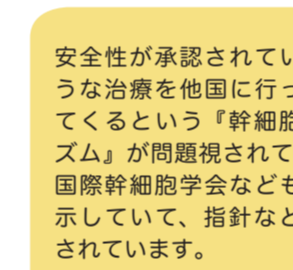 安全性が承認されてい
うな治療を他国に行っ
てくるという『幹細胞
ズム』が問題視されて
国際幹細胞学会なども
示していて、指針など
されています。